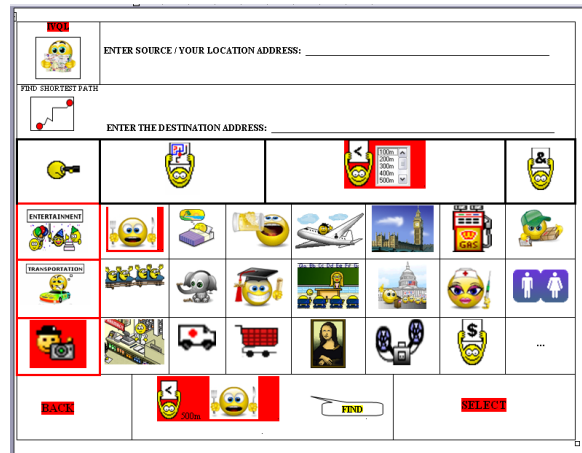 IVQL
ENTER SOURCE / YOUR LOCATION ADDRESS:
FIND SHORTEST PATH
ENTER THE DESTINATION ADDRESS:
<
100m
200m
300m
400m
500m
&
ENTERTAINMENT
GAS
TRANSPORTATION
$
...
BACK
<
500m
FIND
SELECT